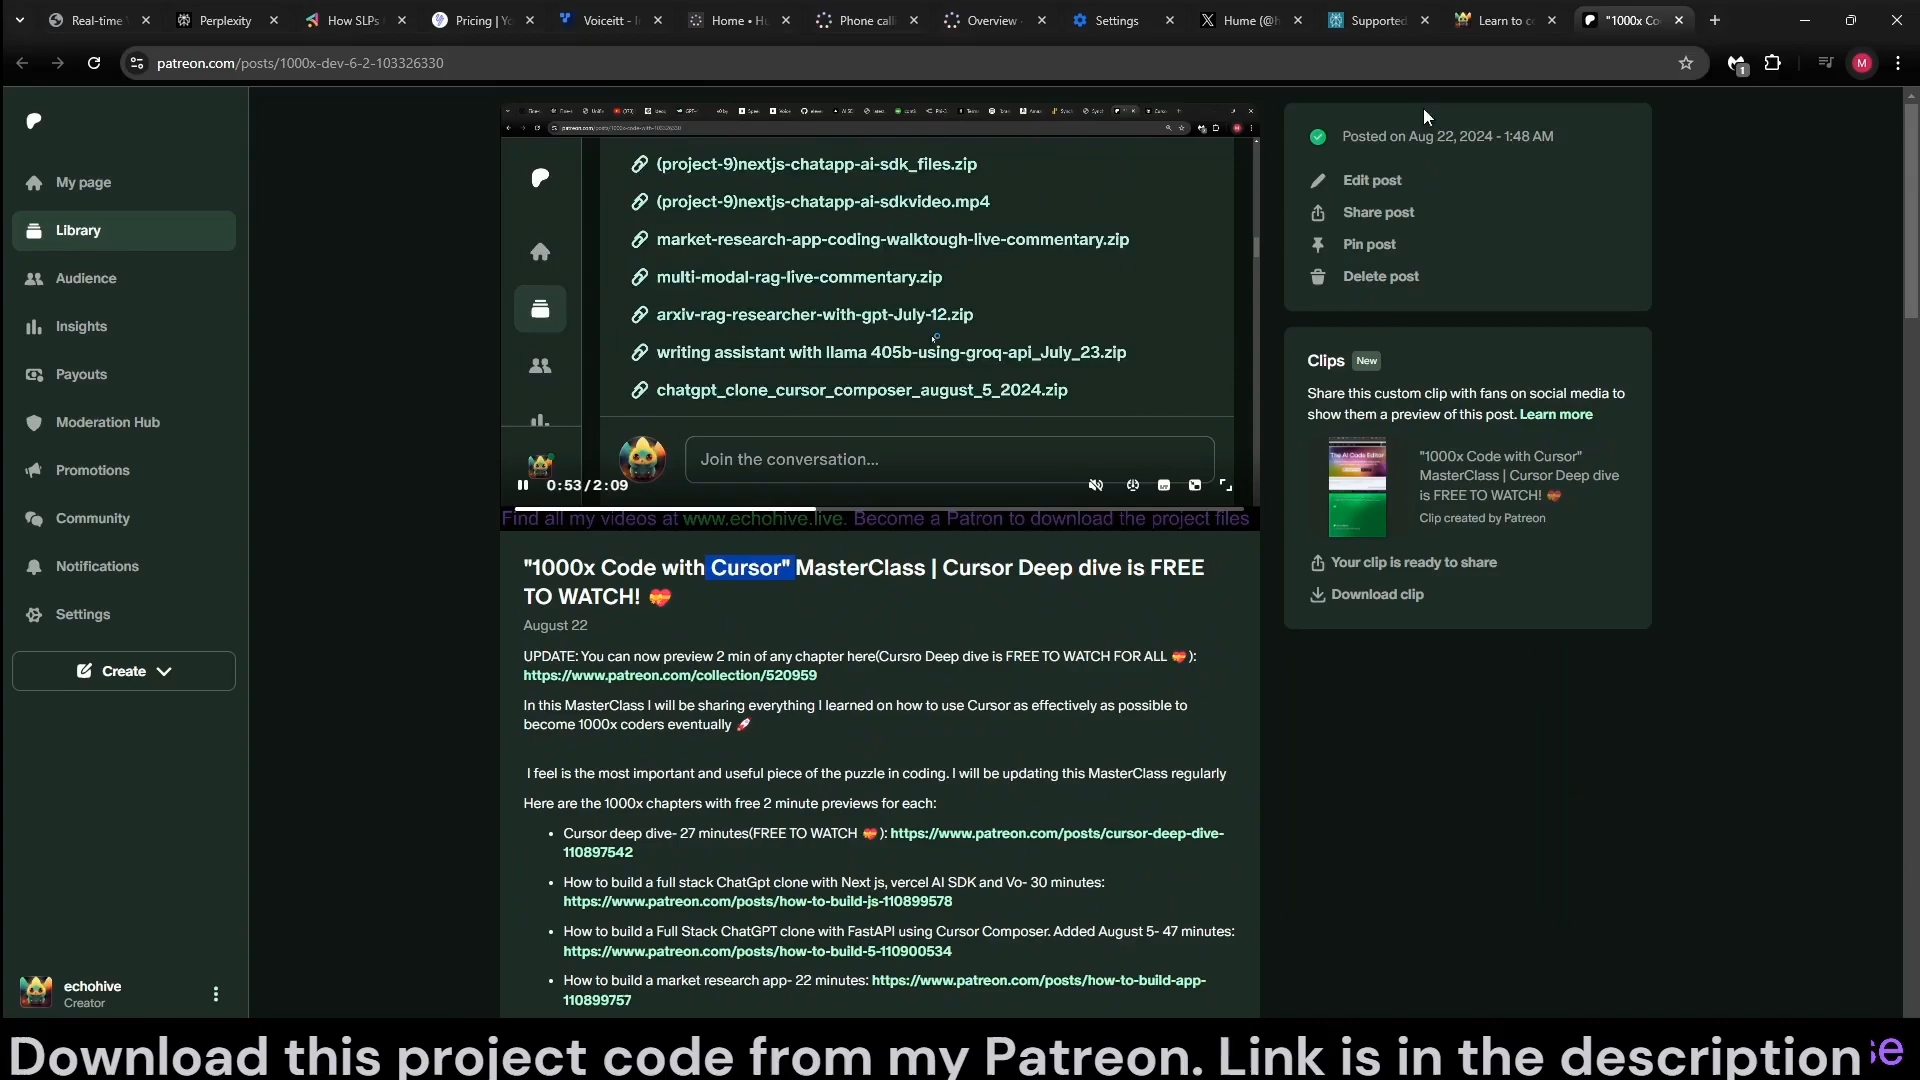 Real-time
Perplexity
How SLPs
Pricing | Yo
Voiceitt - I
Home • Hu
Phone call
Overview
Settings
Hume (@h
Supported
Learn to c
"1000x Co
patreon.com/posts/1000x-dev-6-2-103326330
1
M
My page
Library
Audience
Insights
Payouts
Moderation Hub
Promotions
Community
Notifications
Settings
Create
echohive
Creator
patreon.com/posts/1000x-code-with-103326330
(project-9)nextjs-chatapp-ai-sdk_files.zip
(project-9)nextjs-chatapp-ai-sdkvideo.mp4
market-research-app-coding-walktough-live-commentary.zip
multi-modal-rag-live-commentary.zip
arxiv-rag-researcher-with-gpt-July-12.zip
writing assistant with llama 405b-using-groq-api_July_23.zip
chatgpt_clone_cursor_composer_august_5_2024.zip
Join the conversation...
0:53/2:09
Find all my videos at www.echohive.live. Become a Patron to download the project files
"1000x Code with Cursor" MasterClass | Cursor Deep dive is FREE
TO WATCH! 💝
August 22
UPDATE: You can now preview 2 min of any chapter here(Cursro Deep dive is FREE TO WATCH FOR ALL 💝):
https://www.patreon.com/collection/520959
In this MasterClass I will be sharing everything I learned on how to use Cursor as effectively as possible to
become 1000x coders eventually 🚀
I feel is the most important and useful piece of the puzzle in coding. I will be updating this MasterClass regularly
Here are the 1000x chapters with free 2 minute previews for each:
• Cursor deep dive- 27 minutes(FREE TO WATCH 💝): https://www.patreon.com/posts/cursor-deep-dive-
110897542
• How to build a full stack ChatGpt clone with Next js, vercel AI SDK and Vo- 30 minutes:
https://www.patreon.com/posts/how-to-build-js-110899578
• How to build a Full Stack ChatGPT clone with FastAPI using Cursor Composer. Added August 5- 47 minutes:
https://www.patreon.com/posts/how-to-build-5-110900534
• How to build a market research app- 22 minutes: https://www.patreon.com/posts/how-to-build-app-
110899757
Posted on Aug 22, 2024 - 1:48 AM
Edit post
Share post
Pin post
Delete post
Clips New
Share this custom clip with fans on social media to
show them a preview of this post. Learn more
The AI Code Editor
"1000x Code with Cursor"
MasterClass | Cursor Deep dive
is FREE TO WATCH! 💝
Clip created by Patreon
Your clip is ready to share
Download clip
Download this project code from my Patreon. Link is in the description